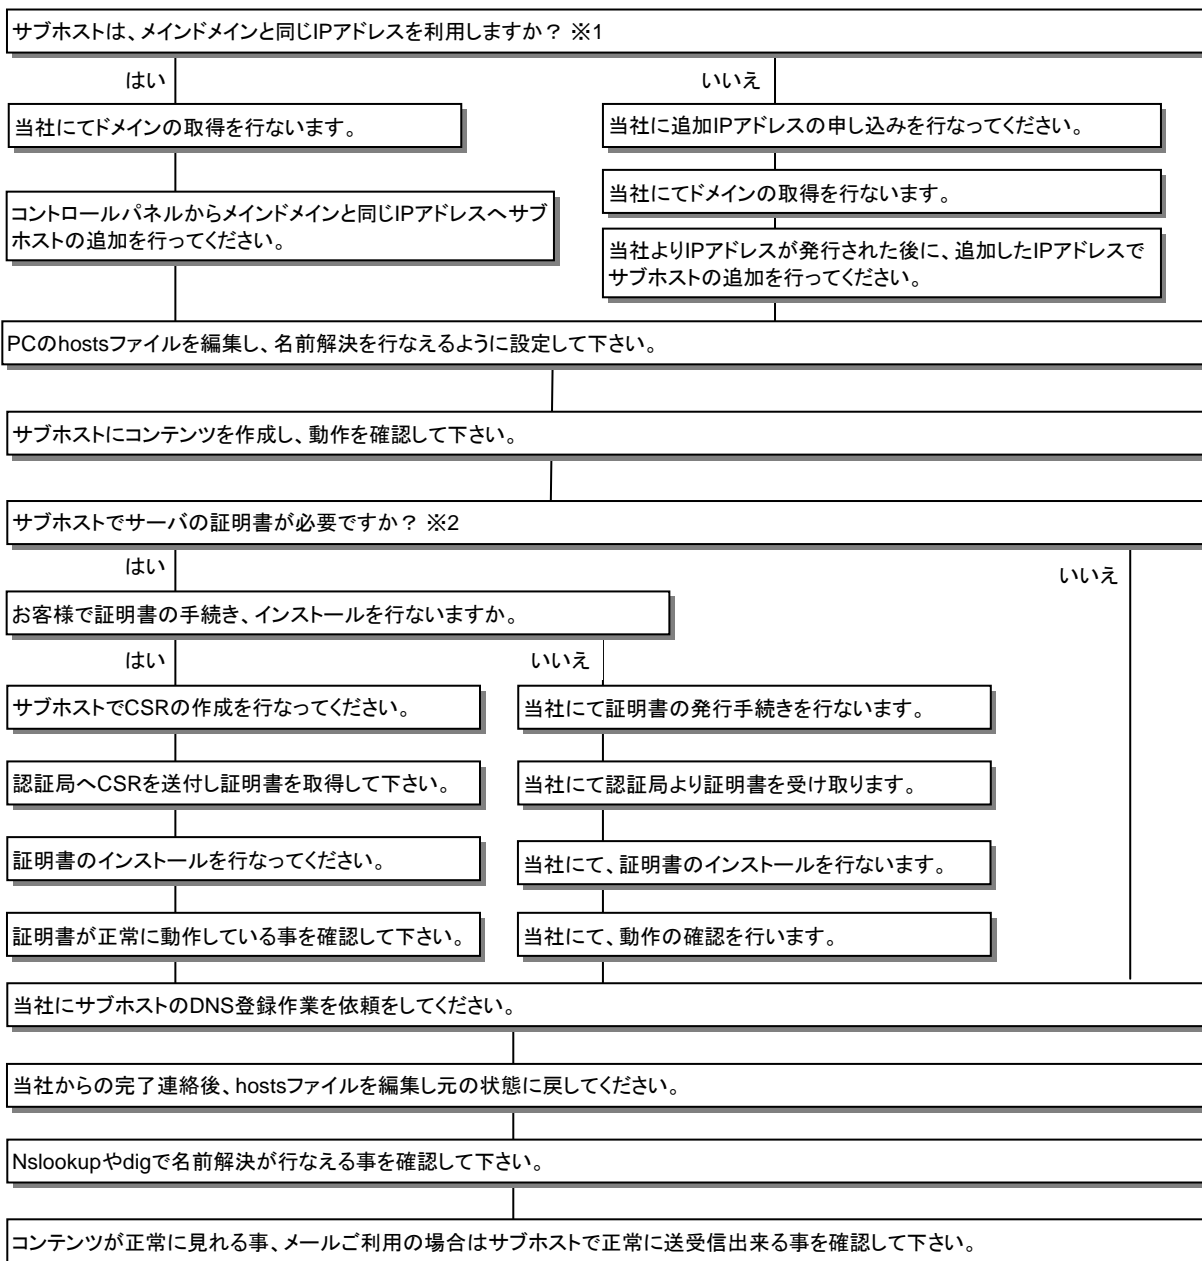 サブホストは、メインドメインと同じIPアドレスを利用しますか？ ※1
はい
いいえ
当社にてドメインの取得を行ないます。
当社に追加IPアドレスの申し込みを行なってください。
コントロールパネルからメインドメインと同じIPアドレスへサブ
ホストの追加を行ってください。
当社にてドメインの取得を行ないます。
当社よりIPアドレスが発行された後に、追加したIPアドレスで
サブホストの追加を行ってください。
PCのhostsファイルを編集し、名前解決を行なえるように設定して下さい。
サブホストにコンテンツを作成し、動作を確認して下さい。
サブホストでサーバの証明書が必要ですか？ ※2
はい
いいえ
お客様で証明書の手続き、インストールを行ないますか。
はい
いいえ
サブホストでCSRの作成を行なってください。
当社にて証明書の発行手続きを行ないます。
認証局へCSRを送付し証明書を取得して下さい。
当社にて認証局より証明書を受け取ります。
証明書のインストールを行なってください。
当社にて、証明書のインストールを行ないます。
証明書が正常に動作している事を確認して下さい。
当社にて、動作の確認を行います。
当社にサブホストのDNS登録作業を依頼をしてください。
当社からの完了連絡後、hostsファイルを編集し元の状態に戻してください。
Nslookupやdigで名前解決が行なえる事を確認して下さい。
コンテンツが正常に見れる事、メールご利用の場合はサブホストで正常に送受信出来る事を確認して下さい。